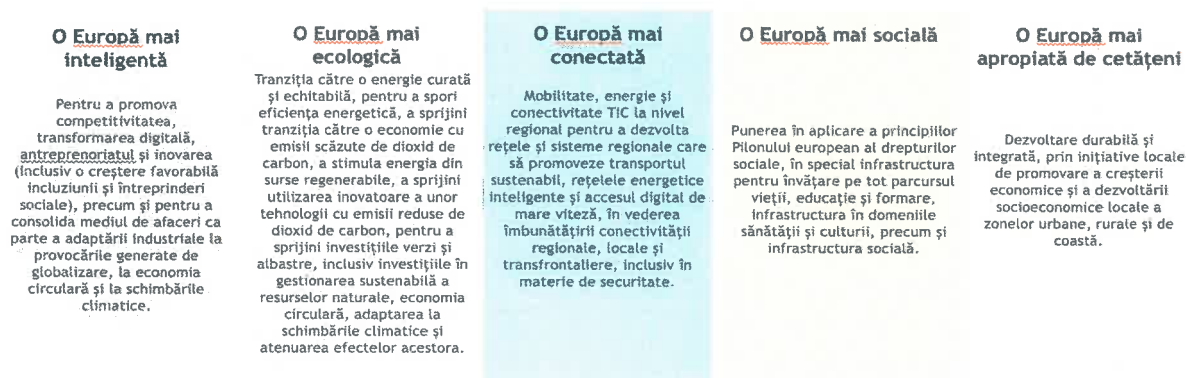 O Europă mai
inteligentă
Pentru a promova
competitivitatea,
transformarea digitală,
antreprenoriatul și inovarea
(inclusiv o creștere favorabilă
incluziunii și întreprinderi
sociale), precum și pentru a
consolida mediul de afaceri ca
parte a adaptării industriale la
provocările generate de
globalizare, la economia
circulară și la schimbările
climatice.
O Europă mai
ecologică
Tranziția către o energie curată
și echitabilă, pentru a spori
eficiența energetică, a sprijini
tranziția către o economie cu
emisii scăzute de dioxid de
carbon, a stimula energia din
surse regenerabile, a sprijini
utilizarea inovatoare a unor
tehnologii cu emisii reduse de
dioxid de carbon, pentru a
sprijini investițiile verzi și
albastre, inclusiv investițiile în
gestionarea sustenabilă a
resurselor naturale, economia
circulară, adaptarea la
schimbările climatice și
atenuarea efectelor acestora.
O Europă mai
conectată
Mobilitate, energie și
conectivitate TIC la nivel
regional pentru a dezvolta
rețele și sisteme regionale care
să promoveze transportul
sustenabil, rețelele energetice
inteligente și accesul digital de
mare viteză, în vederea
îmbunătățirii conectivității
regionale, locale și
transfrontaliere, inclusiv în
materie de securitate.
O Europă mai socială
Punerea în aplicare a principiilor
Pilonului european al drepturilor
sociale, în special infrastructura
pentru învățare pe tot parcursul
vieții, educație și formare,
infrastructura în domeniile
sănătății și culturii, precum și
infrastructura socială.
O Europă mai
apropiată de cetățeni
Dezvoltare durabilă și
integrată, prin inițiative locale
de promovare a creșterii
economice și a dezvoltării
socioeconomice locale a
zonelor urbane, rurale și de
coastă.